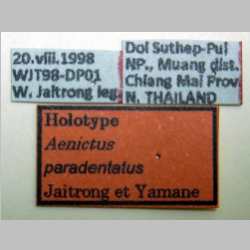 20.viii.1998
WJT98-DP01
W. Jaitrong leg.
Doi Suthep-Pui
NP., Muang dist.
Chiang Mai Prov
N. THAILAND
Holotype
Aenictus
paradentatus
Jaitrong et Yamane